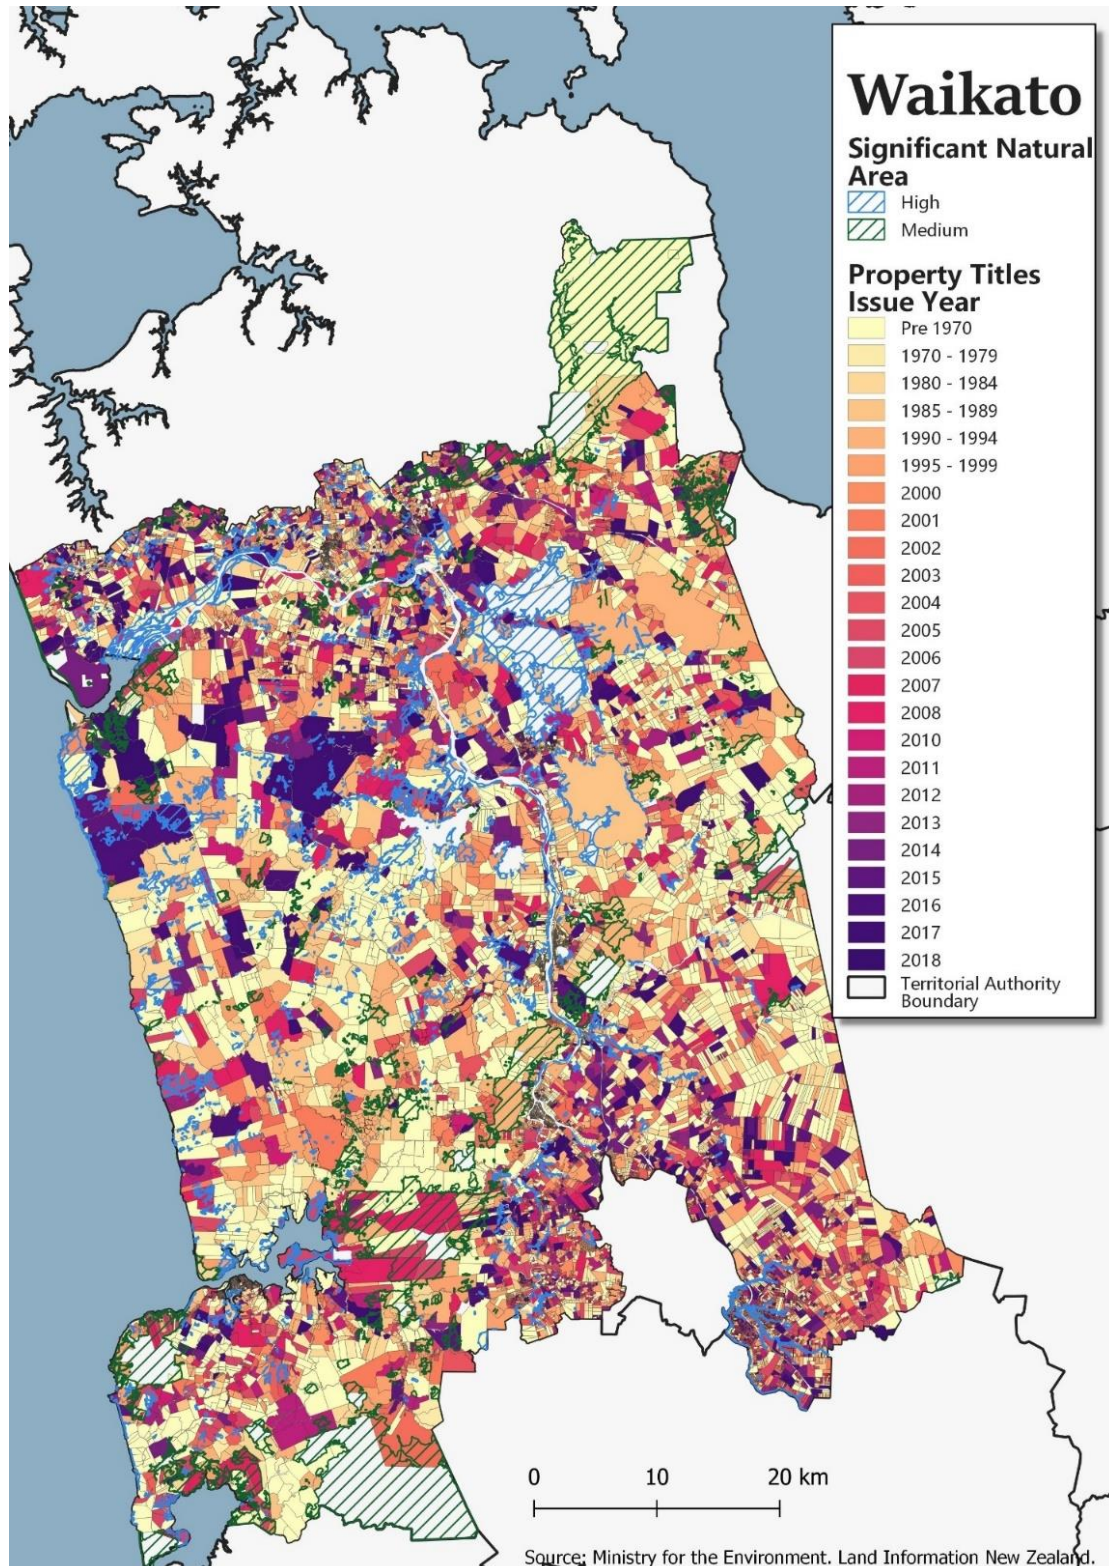 Waikato
Significant Natural
Area
High
Medium
Property Titles
Issue Year
Pre 1970
1970 - 1979
1980 - 1984
1985 - 1989
1990 - 1994
1995 - 1999
2000
2001
2002
2003
2004
2005
2006
2007
2008
2010
2011
2012
2013
2014
2015
2016
2017
2018
Territorial Authority
Boundary
0 10 20 km
Source: Ministry for the Environment. Land Information New Zealand.